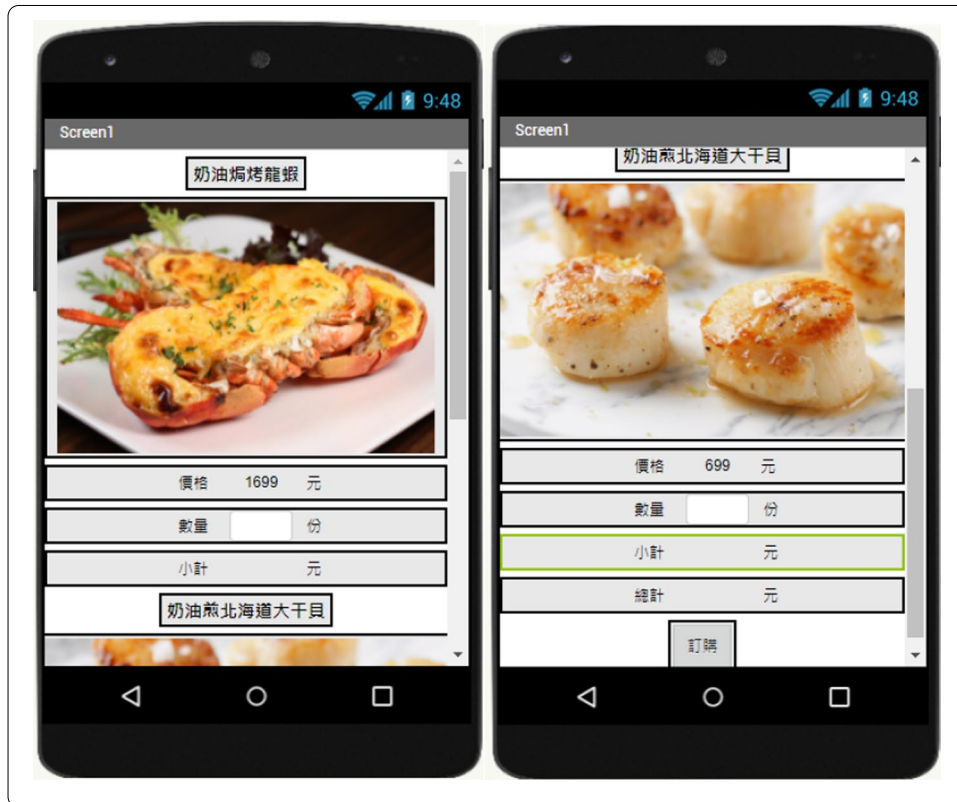 9:48
Screen1
奶油焗烤龍蝦
價格 1699 元
數量 份
小計 元
奶油煎北海道大干貝
9:48
Screen1
奶油煎北海道大干貝
價格 699 元
數量 份
小計 元
總計 元
訂購